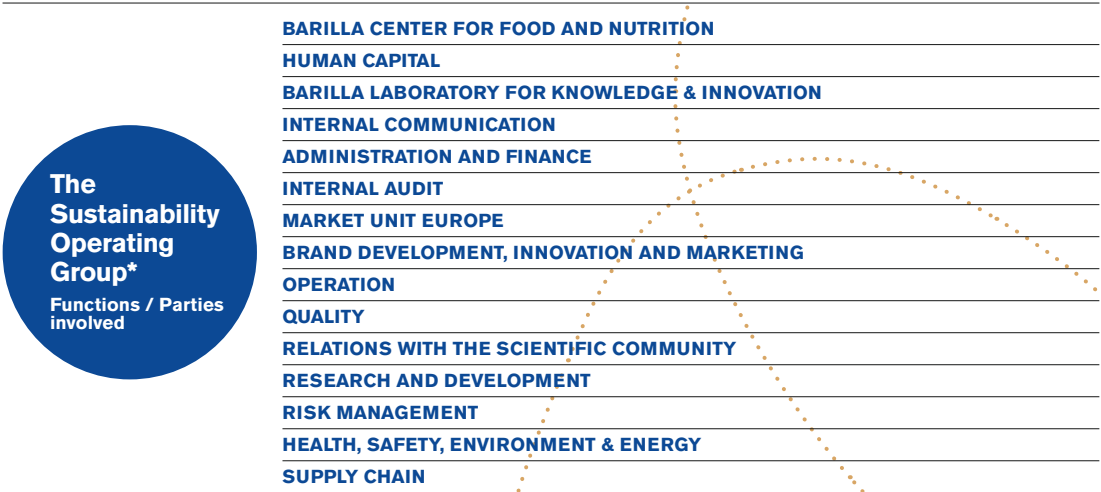 The
Sustainability
Operating
Group*
Functions / Parties
involved
BARILLA CENTER FOR FOOD AND NUTRITION
HUMAN CAPITAL
BARILLA LABORATORY FOR KNOWLEDGE & INNOVATION
INTERNAL COMMUNICATION
ADMINISTRATION AND FINANCE
INTERNAL AUDIT
MARKET UNIT EUROPE
BRAND DEVELOPMENT, INNOVATION AND MARKETING
OPERATION
QUALITY
RELATIONS WITH THE SCIENTIFIC COMMUNITY
RESEARCH AND DEVELOPMENT
RISK MANAGEMENT
HEALTH, SAFETY, ENVIRONMENT & ENERGY
SUPPLY CHAIN